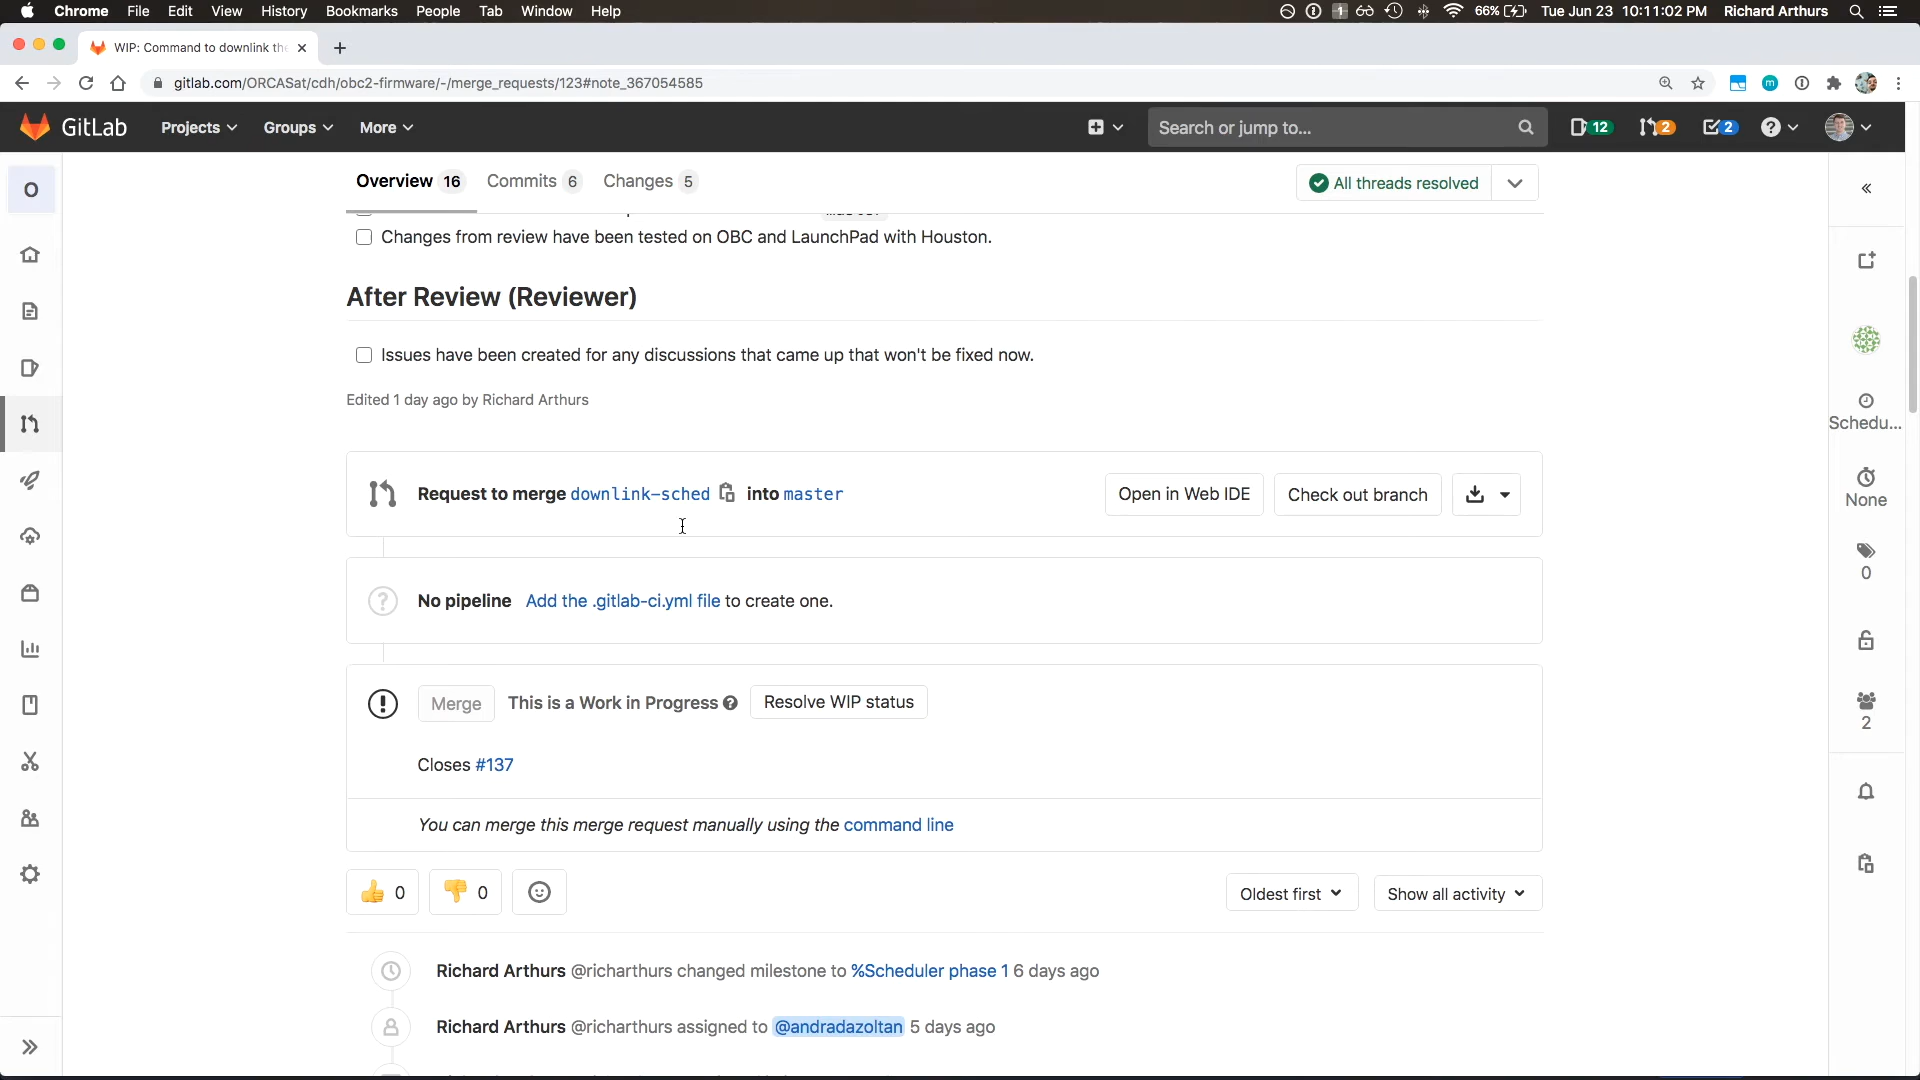 Chrome File Edit View History Bookmarks People Tab Window Help
1 66% Tue Jun 23 10:11:02 PM Richard Arthurs
WIP: Command to downlink the
gitlab.com/ORCASat/cdh/obc2-firmware/-/merge_requests/123#note_367054585
GitLab Projects Groups More Search or jump to... 12 2 2
O
Overview 16 Commits 6 Changes 5 All threads resolved
Changes from review have been tested on OBC and LaunchPad with Houston.
After Review (Reviewer)
Issues have been created for any discussions that came up that won't be fixed now.
Edited 1 day ago by Richard Arthurs
Schedu...
Request to merge downlink-sched into master Open in Web IDE Check out branch
None
No pipeline Add the .gitlab-ci.yml file to create one.
0
Merge This is a Work in Progress Resolve WIP status
2
Closes #137
You can merge this merge request manually using the command line
0 0 Oldest first Show all activity
Richard Arthurs @richarthurs changed milestone to %Scheduler phase 1 6 days ago
Richard Arthurs @richarthurs assigned to @andradazoltan 5 days ago